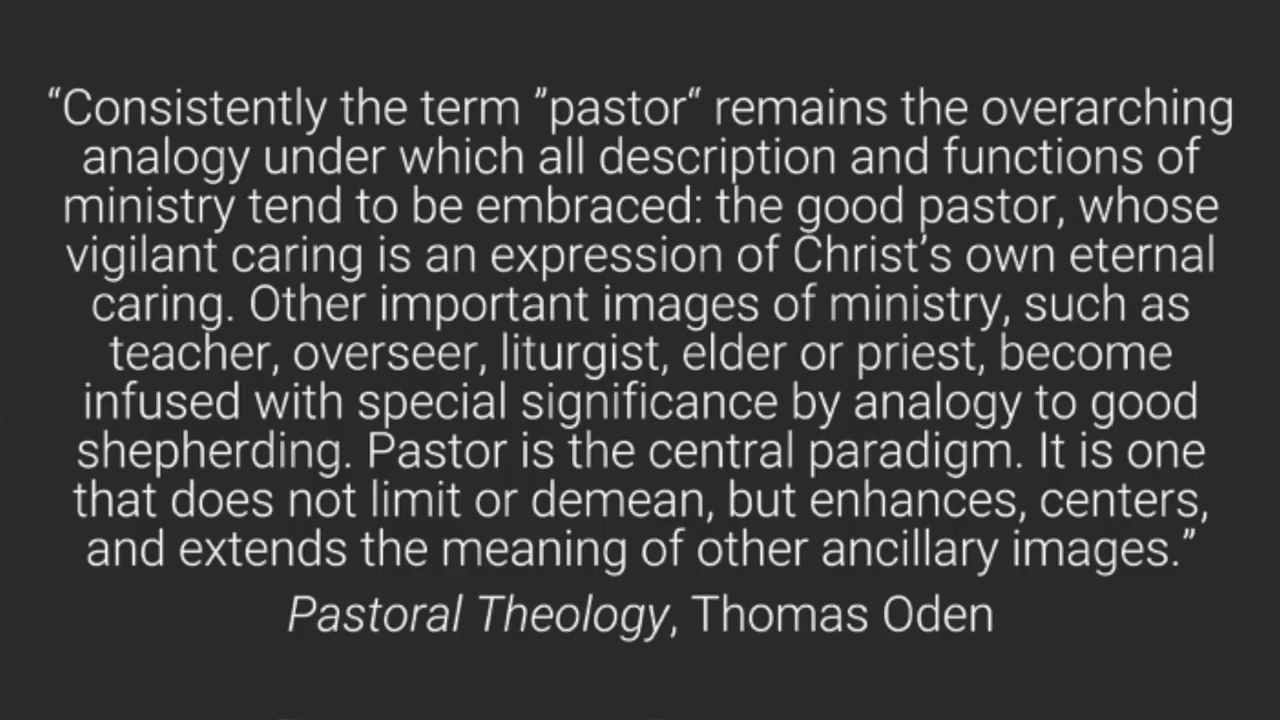 “Consistently the term ”pastor“ remains the overarching
analogy under which all description and functions of
ministry tend to be embraced: the good pastor, whose
vigilant caring is an expression of Christ’s own eternal
caring. Other important images of ministry, such as
teacher, overseer, liturgist, elder or priest, become
infused with special significance by analogy to good
shepherding. Pastor is the central paradigm. It is one
that does not limit or demean, but enhances, centers,
and extends the meaning of other ancillary images.”
Pastoral Theology, Thomas Oden